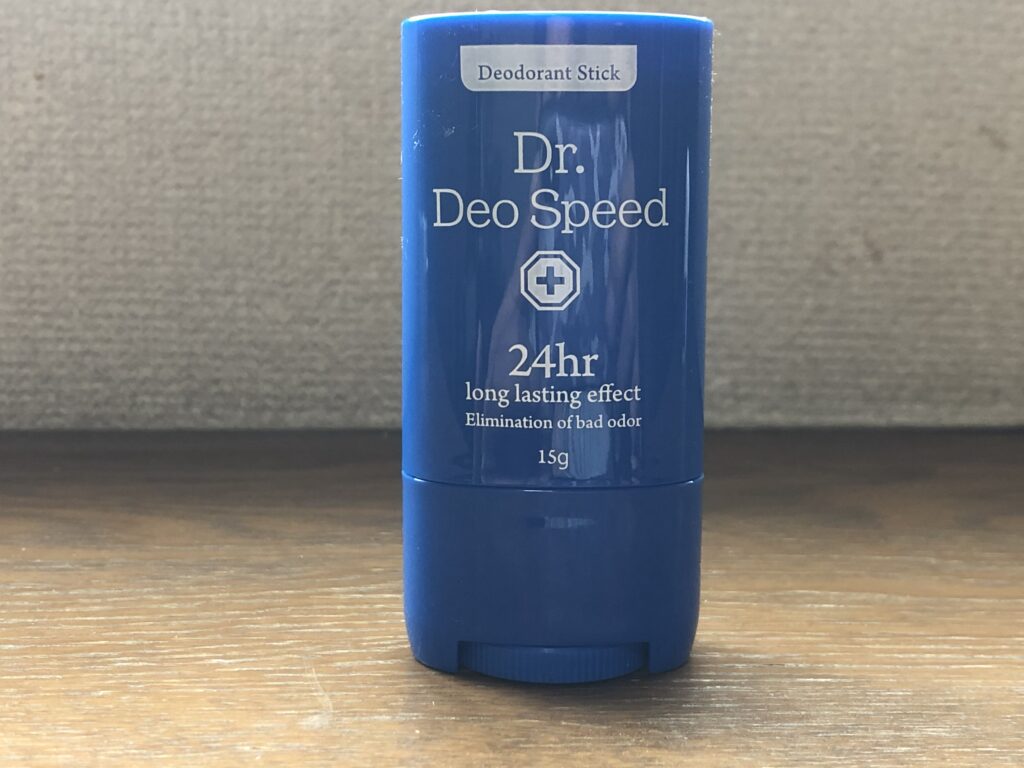 Deodorant Stick
Dr.
Deo Speed
24hr
long lasting effect
Elimination of bad odor
15g